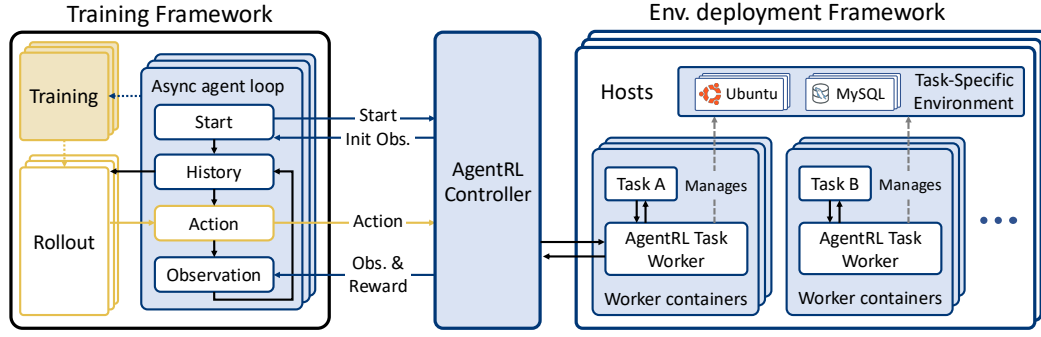 Training Framework
Env. deployment Framework
Training
Async agent loop
Start
History
Action
Observation
Rollout
Start
Init Obs.
Action
Obs. &
Reward
AgentRL
Controller
Hosts
Ubuntu
MySQL
Task-Specific
Environment
Task A
Manages
AgentRL Task
Worker
Worker containers
Task B
Manages
AgentRL Task
Worker
Worker containers